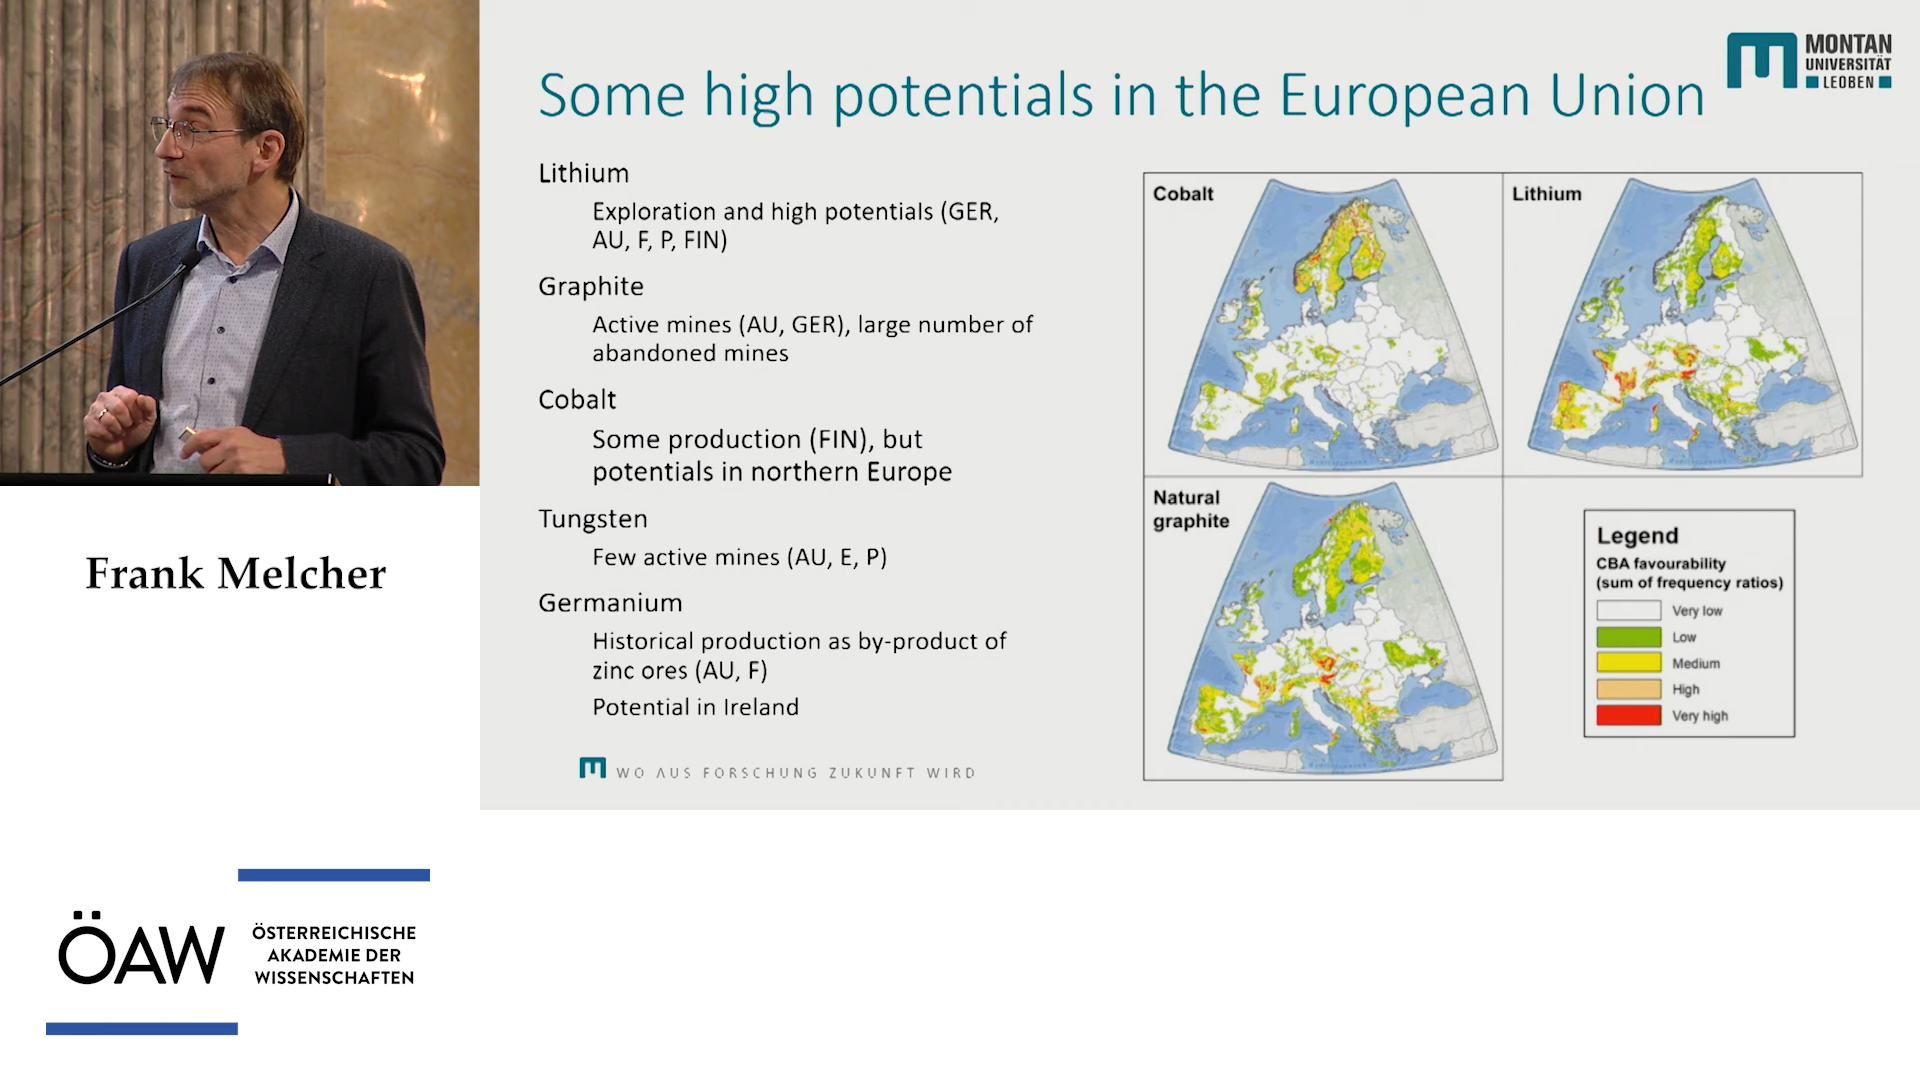 Some high potentials in the European Union
MONTAN
UNIVERSITÄT
LEOBEN
Lithium
Exploration and high potentials (GER,
AU, F, P, FIN)
Graphite
Active mines (AU, GER), large number of
abandoned mines
Cobalt
Some production (FIN), but
potentials in northern Europe
Tungsten
Few active mines (AU, E, P)
Germanium
Historical production as by-product of
zinc ores (AU, F)
Potential in Ireland
WO AUS FORSCHUNG ZUKUNFT WIRD
Cobalt
Lithium
Natural
graphite
Legend
CBA favourability
(sum of frequency ratios)
Very low
Low
Medium
High
Very high
Frank Melcher
ÖAW
ÖSTERREICHISCHE
AKADEMIE DER
WISSENSCHAFTEN